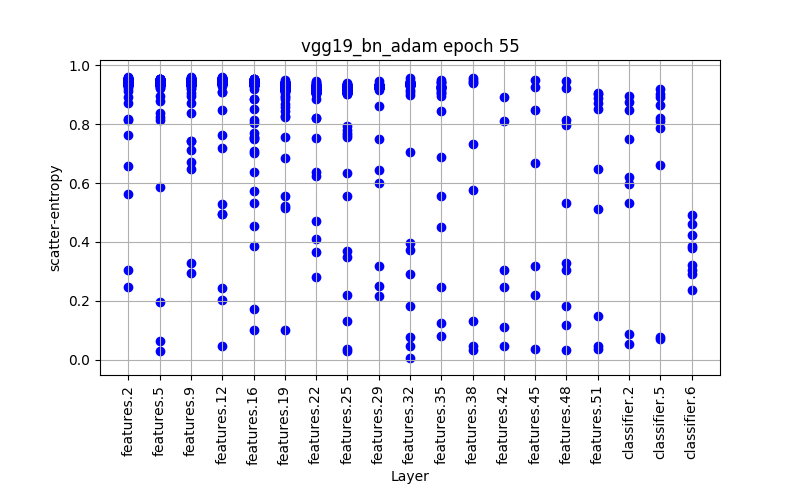 vgg19_bn_adam epoch 55
scatter-entropy
1.0
0.8
0.6
0.4
0.2
0.0
features.2
features.5
features.9
features.12
features.16
features.19
features.22
features.25
features.29
features.32
features.35
features.38
features.42
features.45
features.48
features.51
classifier.2
classifier.5
classifier.6
Layer